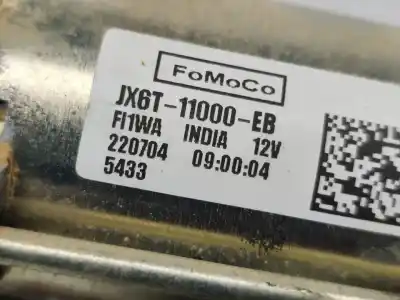 FoMoCo
JX6T-11000-EB
FI1WA INDIA 12V
220704 09:00:04
5433